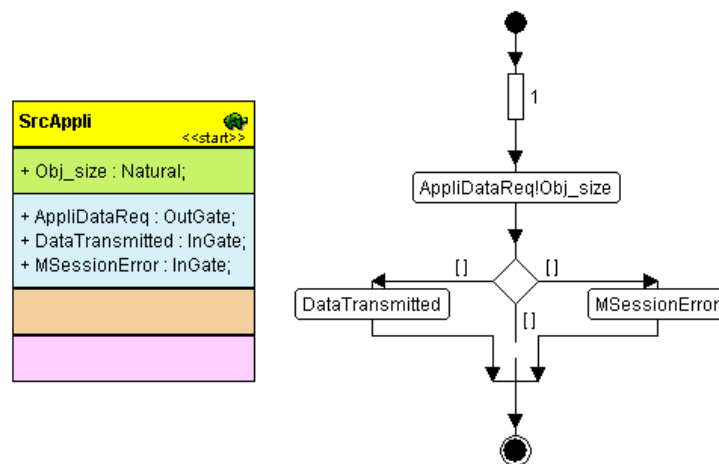 SrcAppli
<<start>>
+ Obj_size : Natural;
+ AppliDataReq : OutGate;
+ DataTransmitted : InGate;
+ MSessionError : InGate;
1
AppliDataReq!Obj_size
[ ]
[ ]
DataTransmitted
MSessionError
[ ]